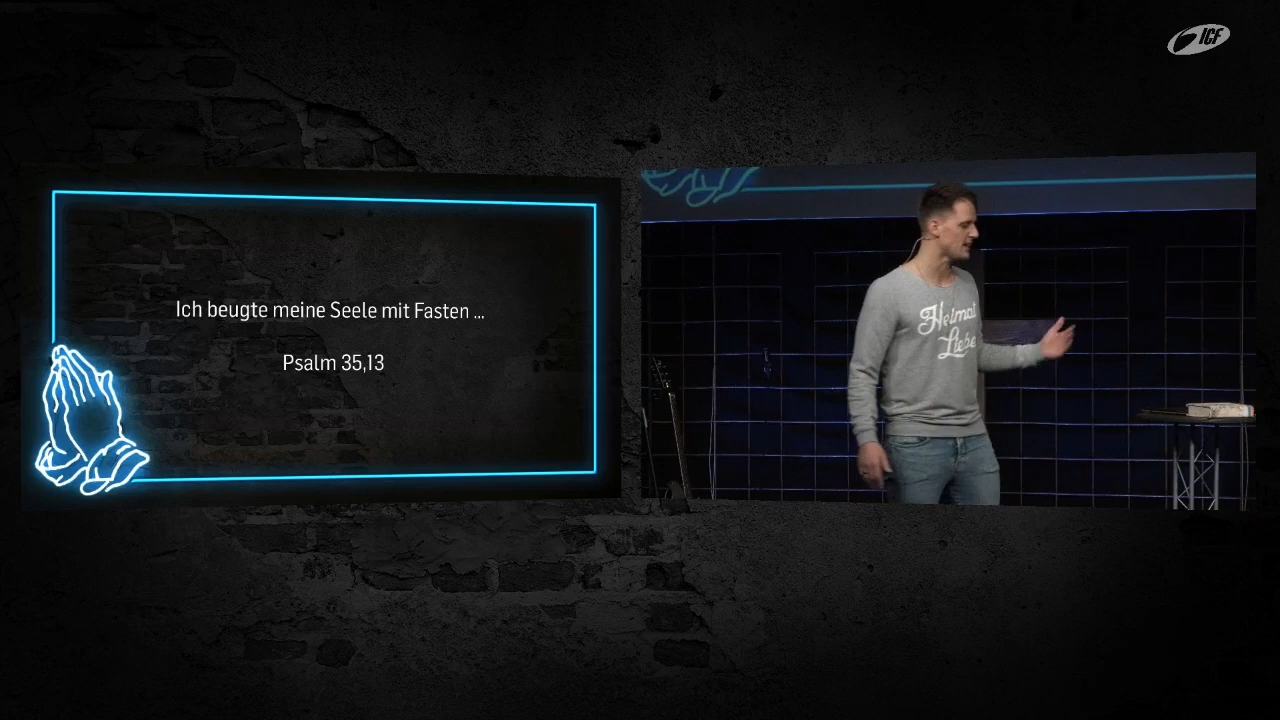 ICF
Ich beugte meine Seele mit Fasten ...
Psalm 35,13
Heimat
Liebe